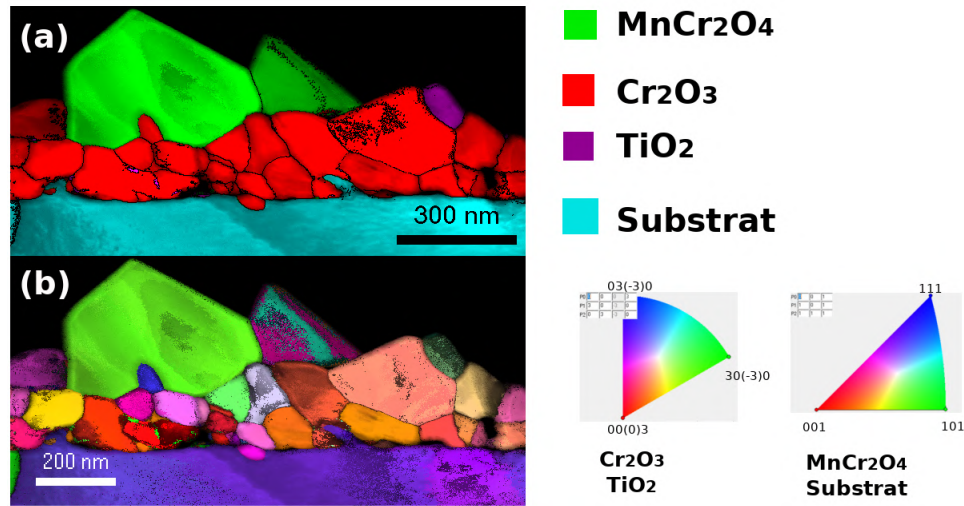 (a)
300 nm
MnCr2O4
Cr2O3
TiO2
Substrat
(b)
200 nm
03(-3)0
30(-3)0
00(0)3
Cr2O3
TiO2
111
001
101
MnCr2O4
Substrat